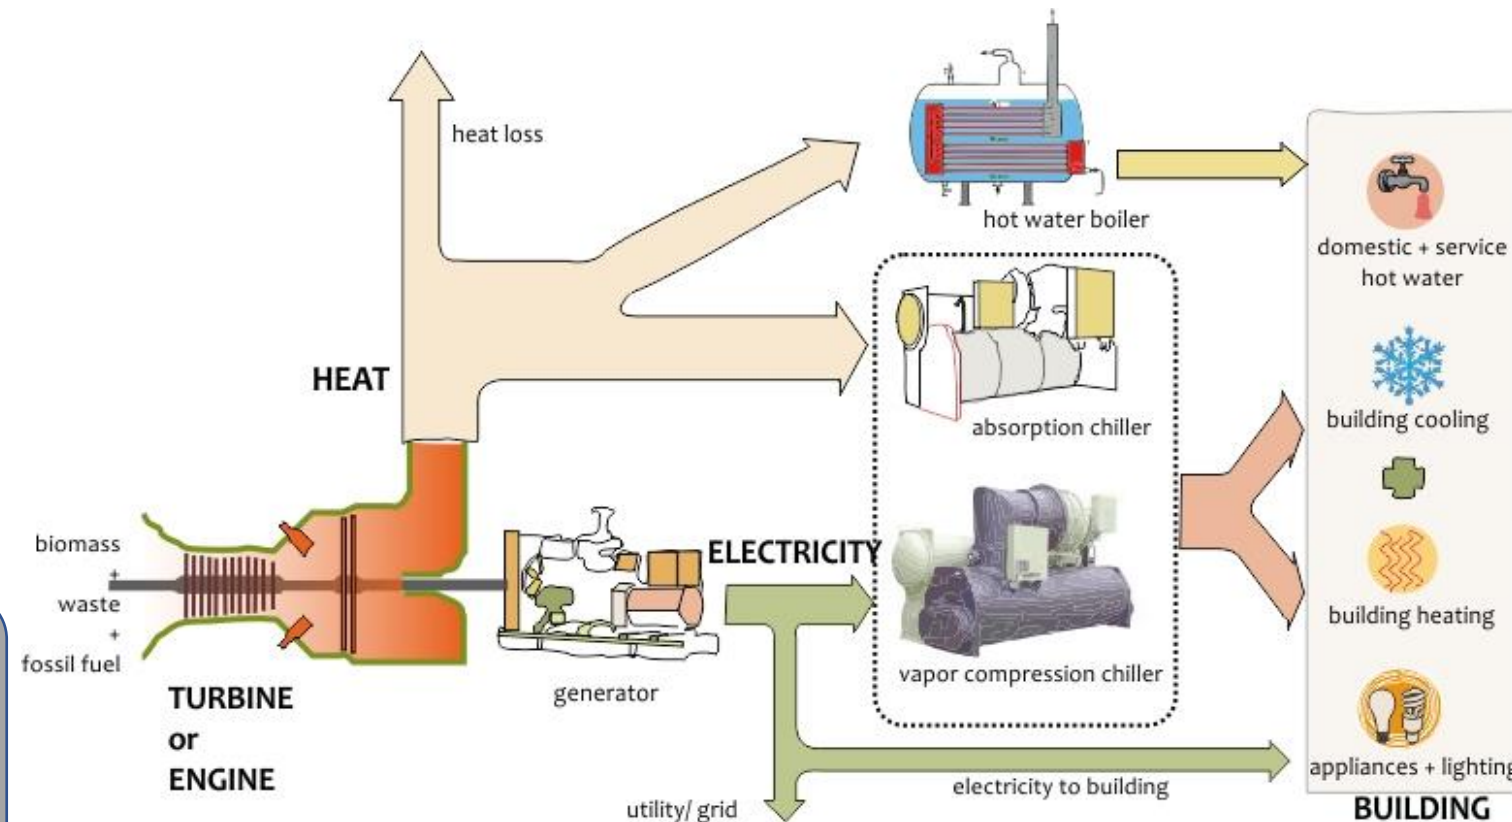 heat loss
hot water boiler
domestic + service
hot water
HEAT
absorption chiller
building cooling
biomass
+
waste
+
fossil fuel
ELECTRICITY
building heating
generator
vapor compression chiller
TURBINE
or
ENGINE
appliances + lighting
electricity to building
utility/ grid
BUILDING